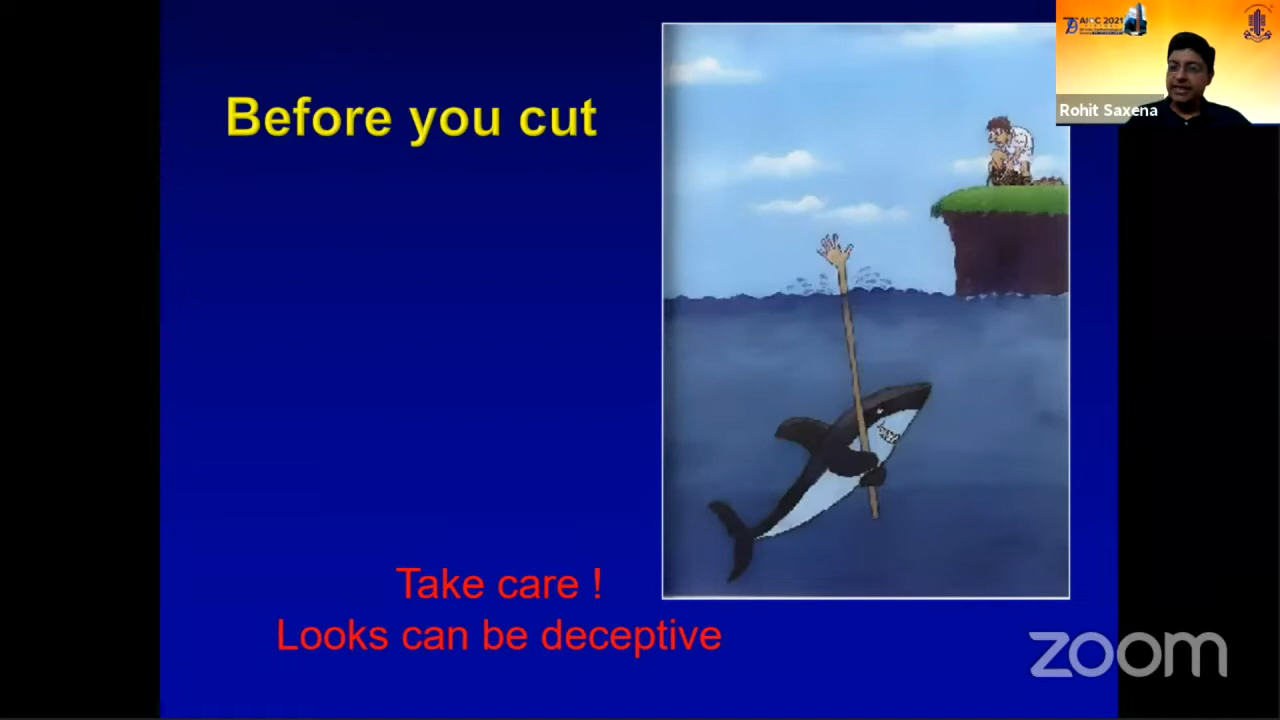 Before you cut
Take care !
Looks can be deceptive
AIOC 2021
Rohit Saxena
zoom